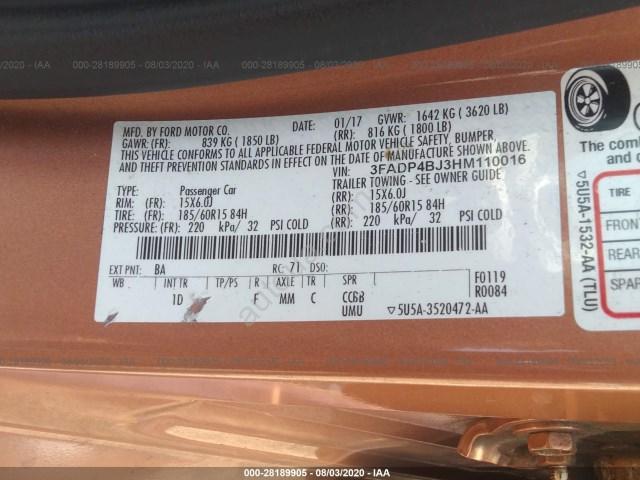 000-28189905 - 08/03/2020 - IAA
MFD. BY FORD MOTOR CO.
DATE: 01/17 GVWR: 1642 KG ( 3620 LB)
GAWR: (FR): 839 KG ( 1850 LB) (RR): 816 KG ( 1800 LB)
THIS VEHICLE CONFORMS TO ALL APPLICABLE FEDERAL MOTOR VEHICLE SAFETY, BUMPER,
AND THEFT PREVENTION STANDARDS IN EFFECT ON THE DATE OF MANUFACTURE SHOWN ABOVE.
VIN: 3FADP4BJ3HM110016
TYPE: Passenger Car TRAILER TOWING - SEE OWNER GUIDE
RIM: (FR): 15X6.0J (RR): 15X6.0J
TIRE: (FR): 185/60R15 84H (RR): 185/60R15 84H
PRESSURE: (FR): 220 kPa/ 32 PSI COLD (RR): 220 kPa/ 32 PSI COLD
EXT PNT: BA RC: 71 DSO:
WB INT TR TP/PS R AXLE TR SPR F0119
1D F MM C CCBB R0084
UMU ▽5U5A-3520472-AA
▽5U5A-1532-AA (TLU)
TIRE
FRONT
REAR
SPAR
000-28189905 - 08/03/2020 - IAA